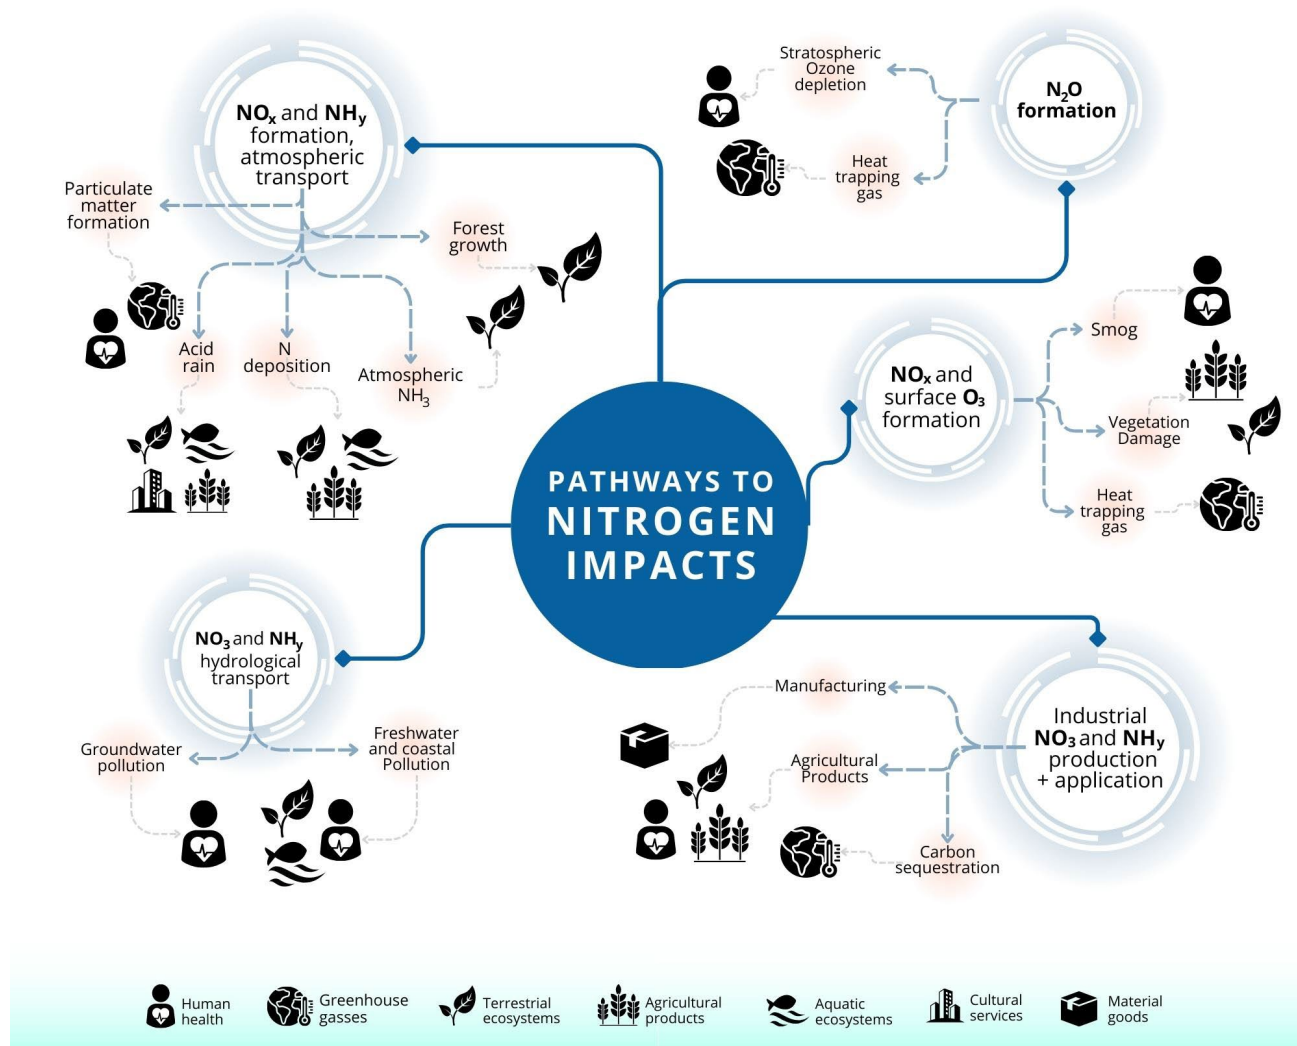 NOx and NHy
formation,
atmospheric
transport
Particulate
matter
formation
Forest
growth
Acid
rain
N
deposition
Atmospheric
NH3
Stratospheric
Ozone
depletion
Heat
trapping
gas
N2O
formation
NOx and
surface O3
formation
Smog
Vegetation
Damage
Heat
trapping
gas
PATHWAYS TO
NITROGEN
IMPACTS
NO3 and NHy
hydrological
transport
Groundwater
pollution
Freshwater
and coastal
Pollution
Manufacturing
Agricultural
Products
Carbon
sequestration
Industrial
NO3 and NHy
production
+ application
Human
health
Greenhouse
gasses
Terrestrial
ecosystems
Agricultural
products
Aquatic
ecosystems
Cultural
services
Material
goods